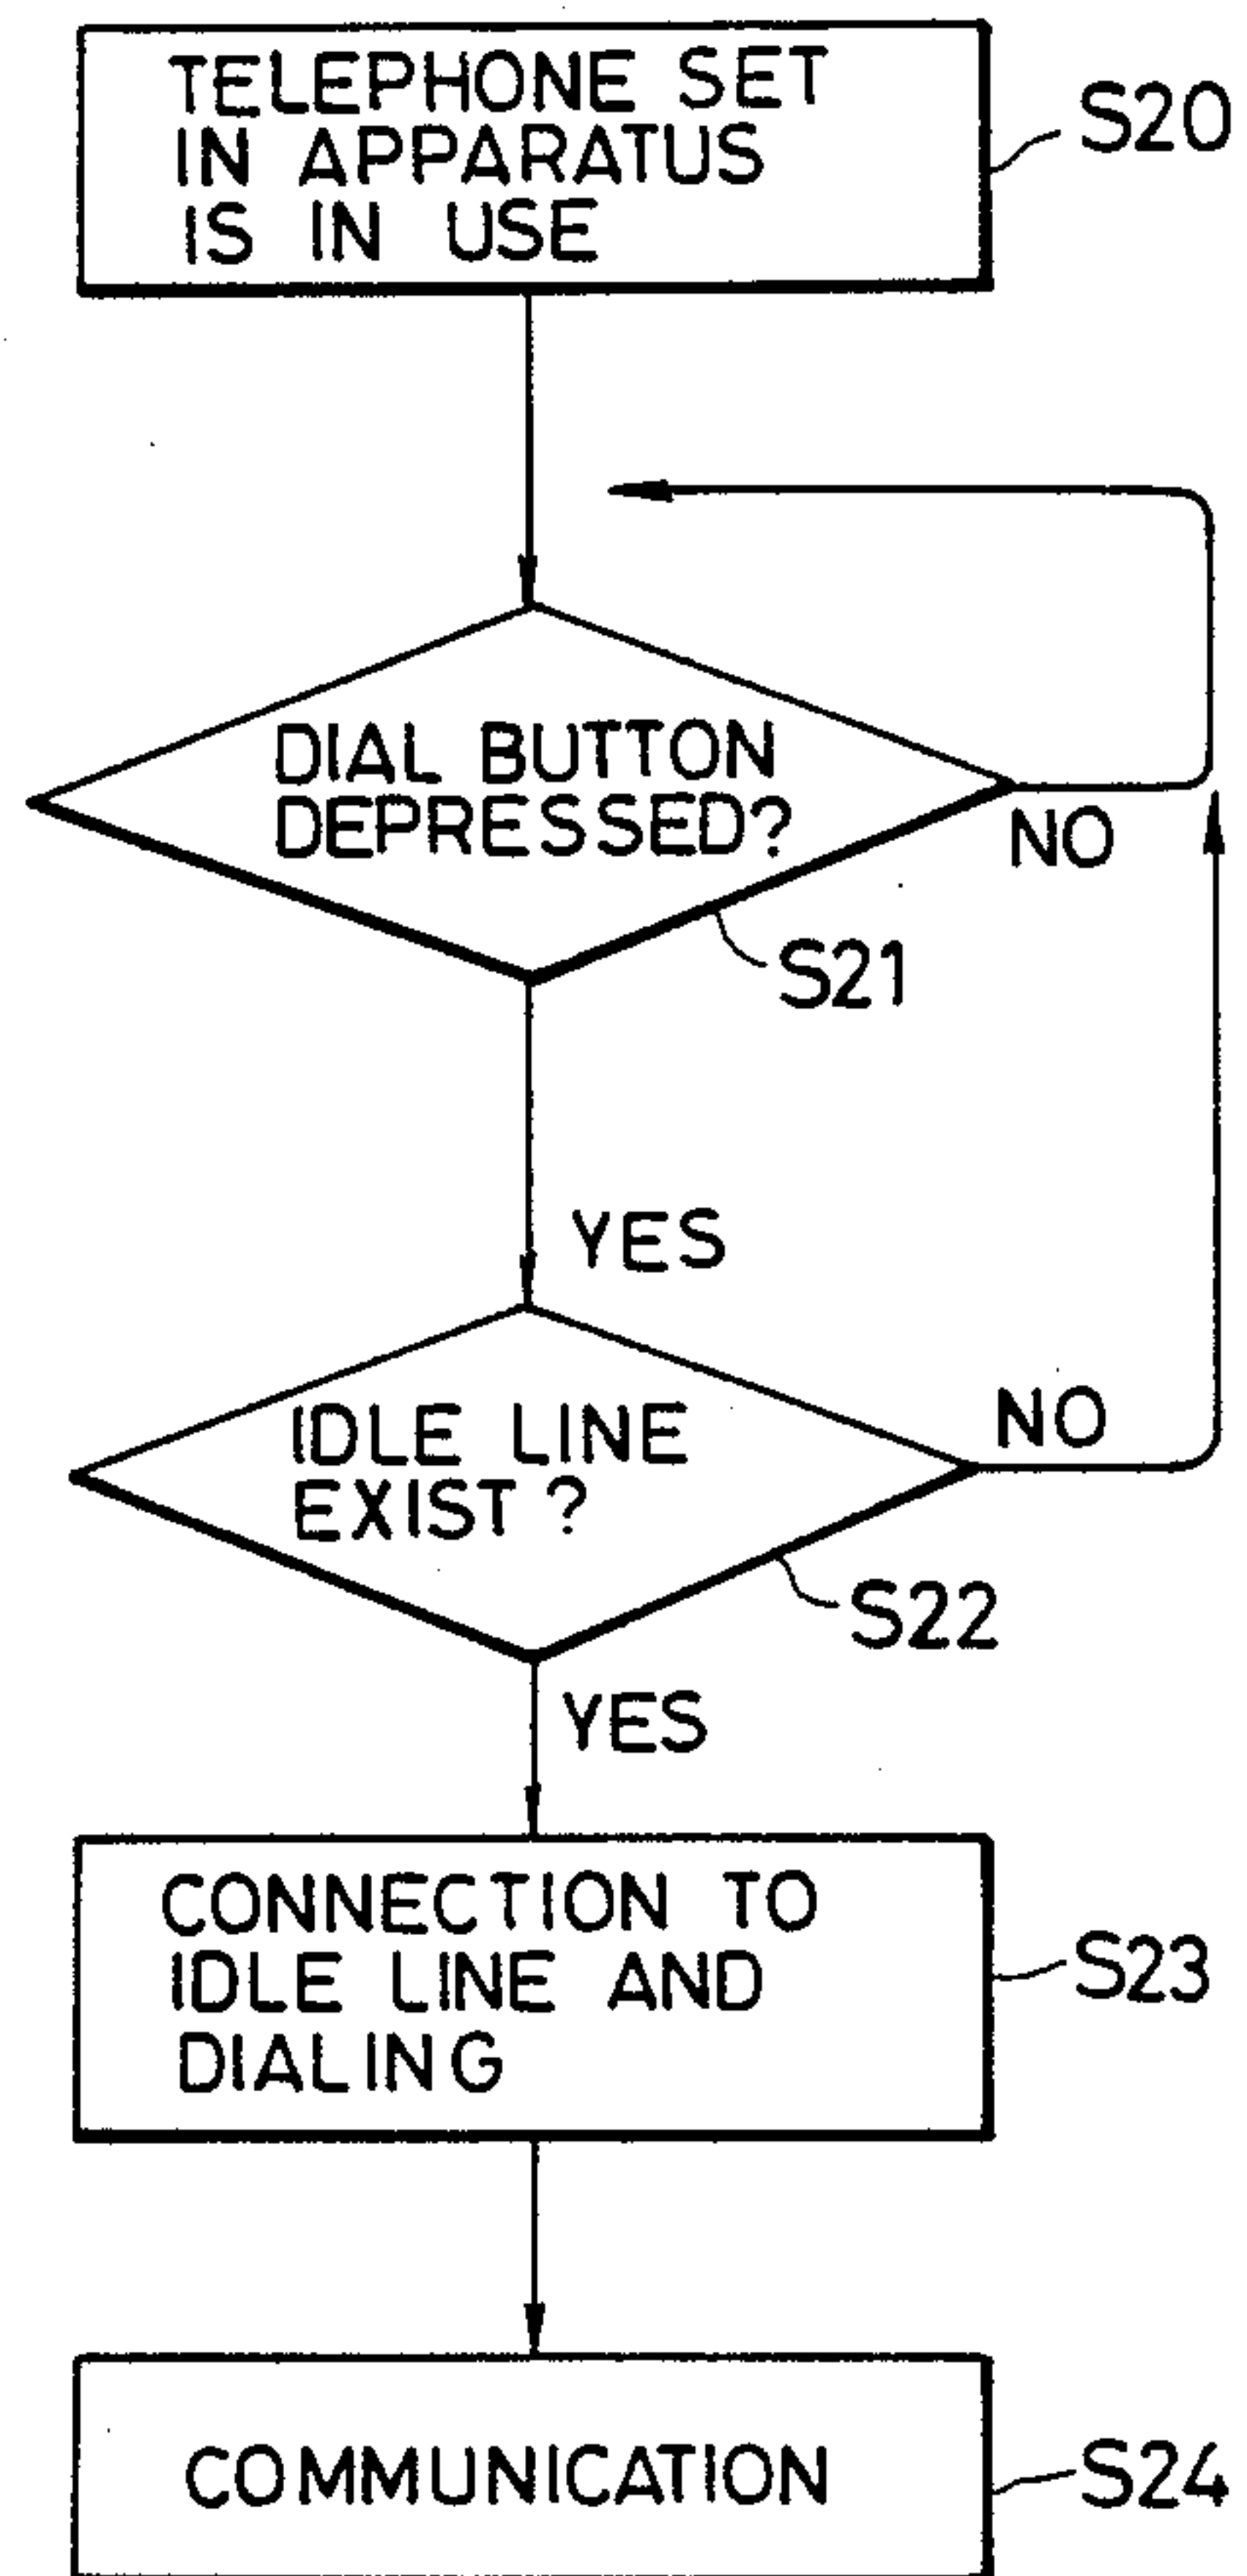 TELEPHONE SET
IN APPARATUS
IS IN USE
S20
DIAL BUTTON
DEPRESSED?
NO
S21
YES
IDLE LINE
EXIST?
NO
S22
YES
CONNECTION TO
IDLE LINE AND
DIALING
S23
COMMUNICATION
S24